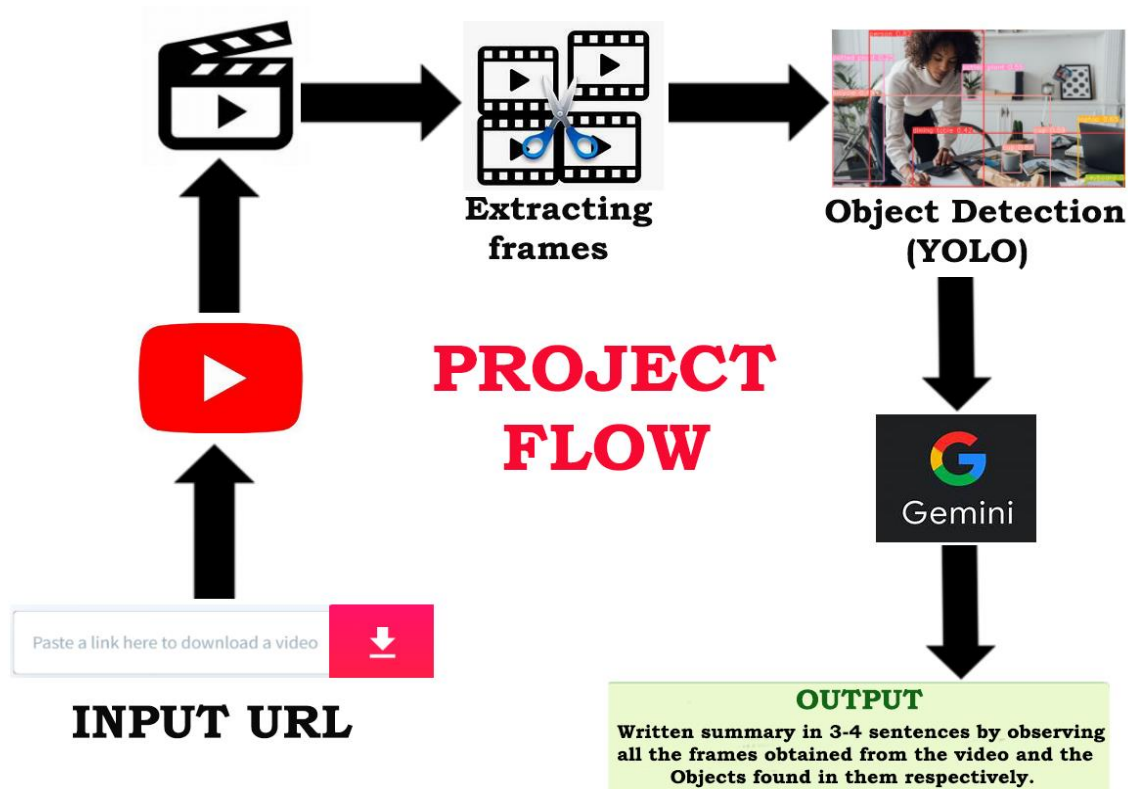 Extracting
frames
Object Detection
(YOLO)
PROJECT
FLOW
Gemini
Paste a link here to download a video
INPUT URL
OUTPUT
Written summary in 3-4 sentences by observing
all the frames obtained from the video and the
Objects found in them respectively.